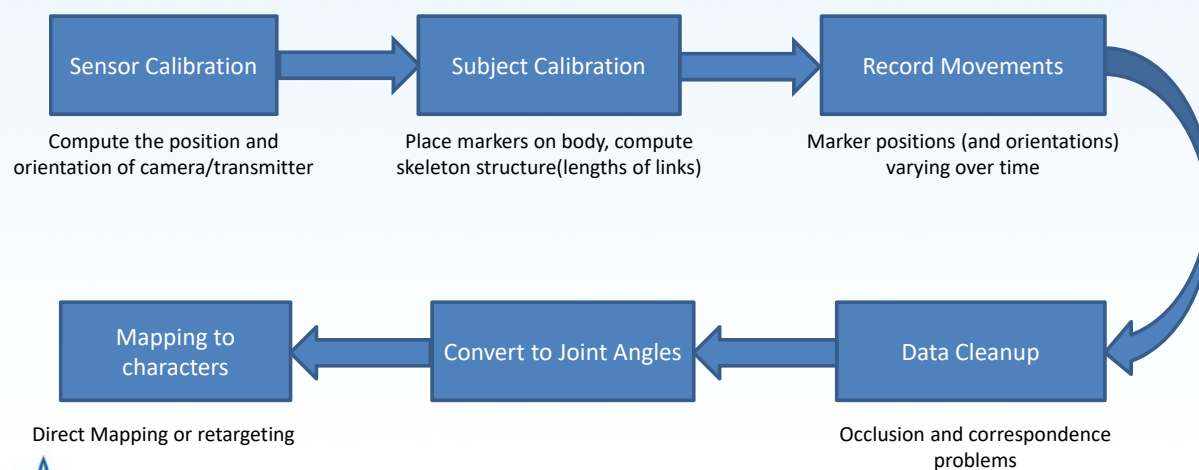 Sensor Calibration
Compute the position and
orientation of camera/transmitter
Subject Calibration
Place markers on body, compute
skeleton structure(lengths of links)
Record Movements
Marker positions (and orientations)
varying over time
Data Cleanup
Occlusion and correspondence
problems
Convert to Joint Angles
Mapping to
characters
Direct Mapping or retargeting